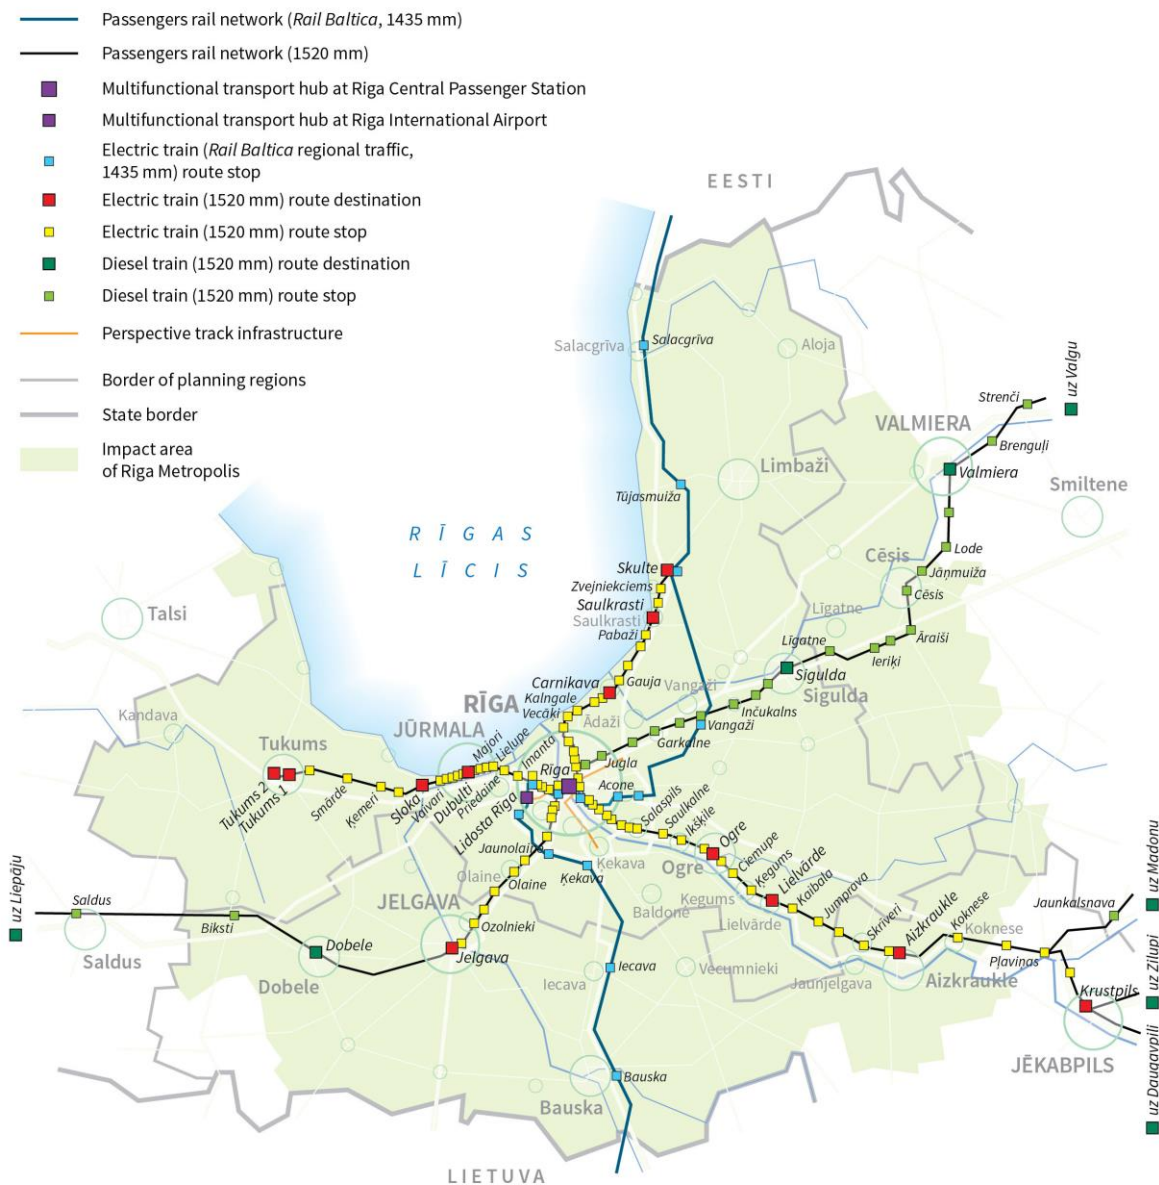 Passengers rail network (Rail Baltica, 1435 mm)
Passengers rail network (1520 mm)
Multifunctional transport hub at Riga Central Passenger Station
Multifunctional transport hub at Riga International Airport
Electric train (Rail Baltica regional traffic,
1435 mm) route stop
Electric train (1520 mm) route destination
Electric train (1520 mm) route stop
Diesel train (1520 mm) route destination
Diesel train (1520 mm) route stop
Perspective track infrastructure
Border of planning regions
State border
Impact area
of Riga Metropolis
EESTI
Salacgrīva
Salacgrīva
Aloja
uz Valgu
Strenči
VALMIERA
Brenguļi
Valmiera
Limbaži
Smiltene
Tūjasmuiža
RĪGAS
LĪCIS
Lode
Cēsis
Jāņmuiža
Cēsis
Skulte
Zvejniekciems
Saulkrasti
Saulkrasti
Pabaži
Talsi
Līgatne
Līgatne
Āraiši
Ieriķi
Sigulda
Sigulda
Carnikava
Gauja
Kalngale
Vecāķi
Vangaži
Inčukalns
Vangaži
Ādaži
Garkalne
Jugla
RĪGA
JŪRMALA
Kandava
Tukums
Tukums 2
Tukums 1
Smārde
Ķemeri
Sloka
Vaivari
Dubulti
Majori
Lielupe
Priedaine
Imanta
Rīga
Lidosta Rīga
Acone
Salaspils
Saulkalne
Ikšķile
Ogre
Ogre
Ciemupe
Ķegums
Ķegums
Lielvārde
Lielvārde
Kaibala
Jumprava
Skrīveri
Aizkraukle
Aizkraukle
Koknese
Koknese
Pļaviņas
Jaunkalsnava
Krustpils
JĒKABPILS
uz Madonu
uz Zilupi
uz Daugavpili
Jaunolaine
Olaine
Olaine
Ķekava
Ķekava
Baldone
JELGAVA
Ozolnieki
Jelgava
uz Liepāju
Saldus
Saldus
Biksti
Dobele
Dobele
Iecava
Iecava
Vecumnieki
Jaunjelgava
Bauska
Bauska
LIETUVA